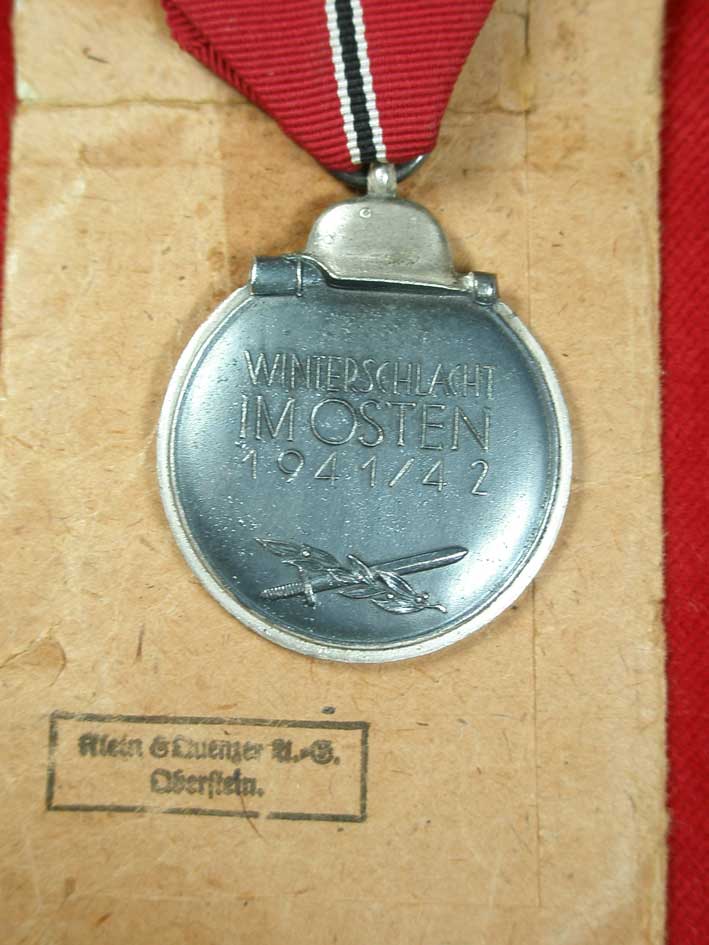 WINTERSCHLACHT
IM OSTEN
1941/42
Klein & Quenzer A.-G.
Oberstein.